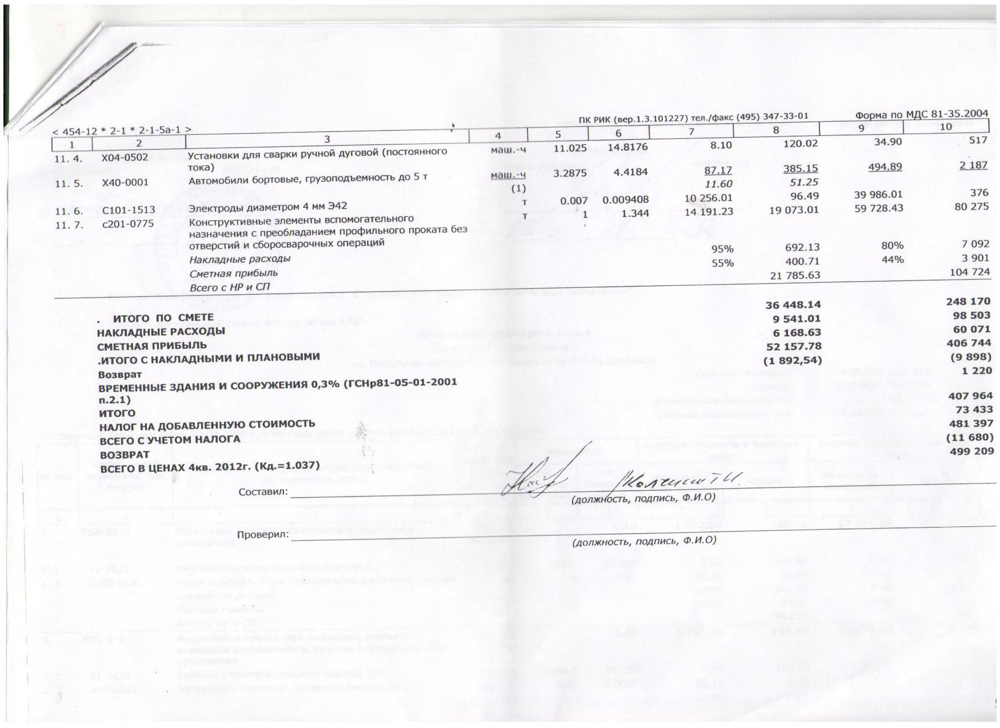 ПК РИК (вер.1.3.101227) тел./факс (495) 347-33-01 Форма по МДС 81-35.2004
< 454-12 * 2-1 * 2-1-5а-1 >
1 2 3 4 5 6 7 8 9 10
11. 4. Х04-0502 Установки для сварки ручной дуговой (постоянного маш.-ч 11.025 14.8176 8.10 120.02 34.90 517
тока)
11. 5. Х40-0001 Автомобили бортовые, грузоподъемность до 5 т маш.-ч 3.2875 4.4184 87.17 385.15 494.89 2 187
(1) 11.60 51.25
11. 6. С101-1513 Электроды диаметром 4 мм Э42 т 0.007 0.009408 10 256.01 96.49 39 986.01 376
11. 7. с201-0775 Конструктивные элементы вспомогательного т 1 1.344 14 191.23 19 073.01 59 728.43 80 275
назначения с преобладанием профильного проката без
отверстий и сборосварочных операций
Накладные расходы 95% 692.13 80% 7 092
Сметная прибыль 55% 400.71 44% 3 901
Всего с НР и СП 21 785.63 104 724
. ИТОГО ПО СМЕТЕ 36 448.14 248 170
НАКЛАДНЫЕ РАСХОДЫ 9 541.01 98 503
СМЕТНАЯ ПРИБЫЛЬ 6 168.63 60 071
.ИТОГО С НАКЛАДНЫМИ И ПЛАНОВЫМИ 52 157.78 406 744
Возврат (1 892,54) (9 898)
ВРЕМЕННЫЕ ЗДАНИЯ И СООРУЖЕНИЯ 0,3% (ГСНр81-05-01-2001 1 220
п.2.1)
ИТОГО 407 964
НАЛОГ НА ДОБАВЛЕННУЮ СТОИМОСТЬ 73 433
ВСЕГО С УЧЕТОМ НАЛОГА 481 397
ВОЗВРАТ (11 680)
ВСЕГО В ЦЕНАХ 4кв. 2012г. (Кд.=1.037) 499 209
Составил:
(должность, подпись, Ф.И.О)
Проверил:
(должность, подпись, Ф.И.О)